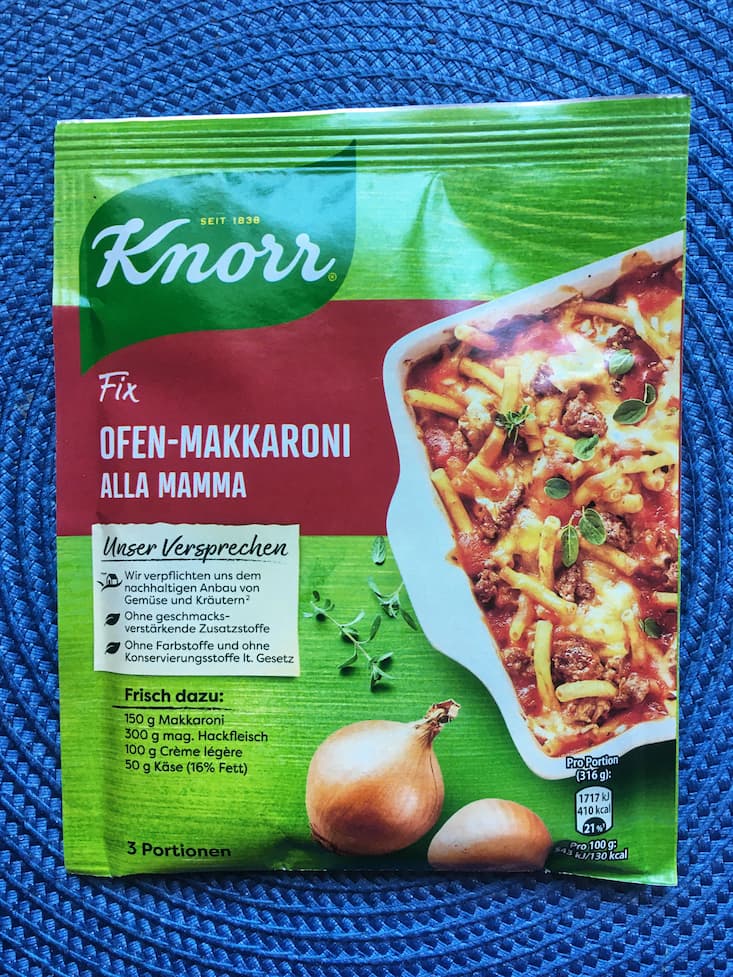 SEIT 1838
Knorr®
Fix
OFEN-MAKKARONI
ALLA MAMMA
Unser Versprechen
Wir verpflichten uns dem
nachhaltigen Anbau von
Gemüse und Kräutern²
Ohne geschmacks-
verstärkende Zusatzstoffe
Ohne Farbstoffe und ohne
Konservierungsstoffe lt. Gesetz
Frisch dazu:
150 g Makkaroni
300 g mag. Hackfleisch
100 g Crème légère
50 g Käse (16% Fett)
3 Portionen
Pro Portion
(316 g):
1717 kJ
410 kcal
21%
Pro 100 g:
543 kJ/130 kcal